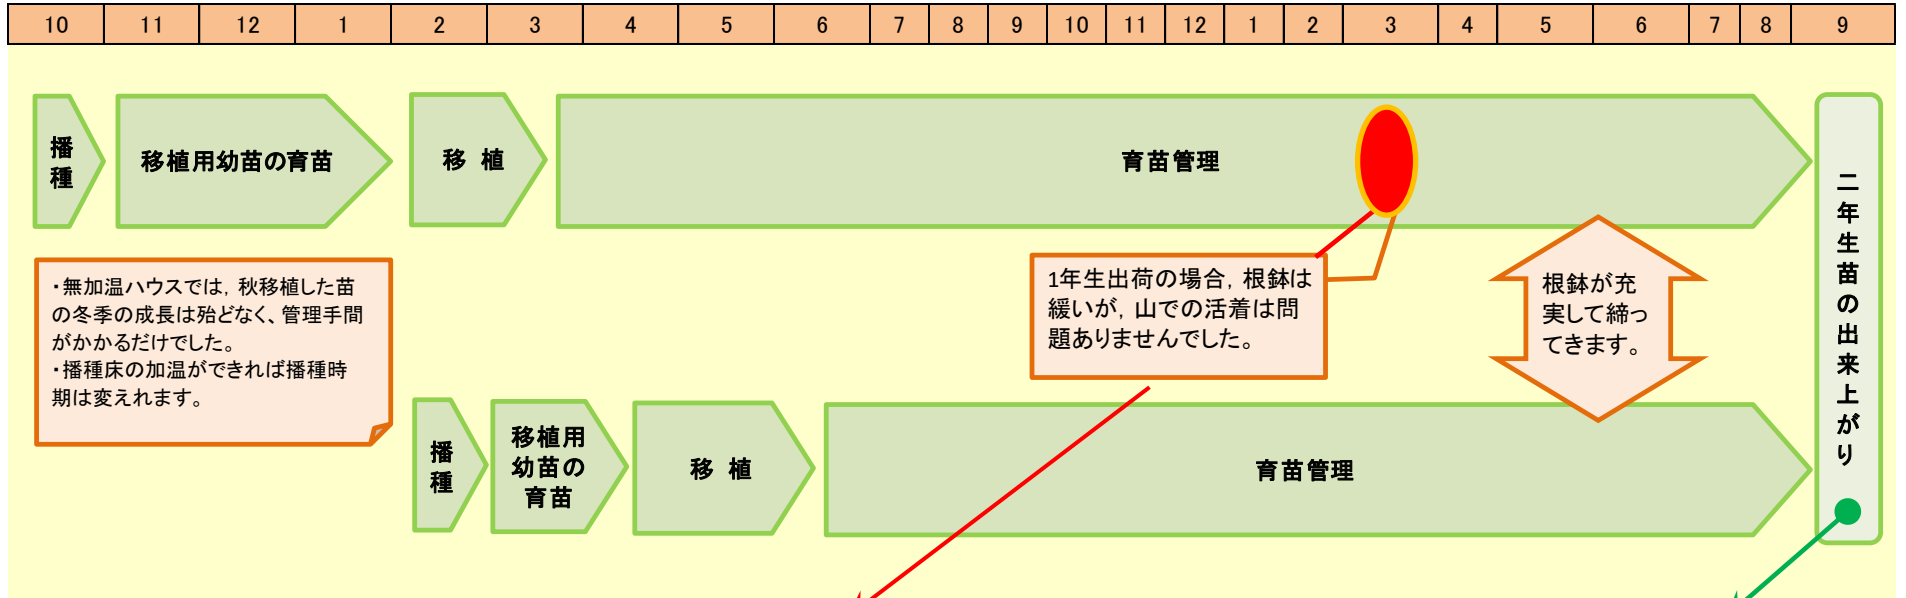 10 11 12 1 2 3 4 5 6 7 8 9 10 11 12 1 2 3 4 5 6 7 8 9
播
種
移植用幼苗の育苗
移 植
育苗管理
・無加温ハウスでは, 秋移植した苗
の冬季の成長は殆どなく、管理手間
がかかるだけでした。
・播種床の加温ができれば播種時
期は変えれます。
1年生出荷の場合, 根鉢は
緩いが, 山での活着は問
題ありませんでした。
根鉢が充
実して締っ
てきます。
播
種
移植用
幼苗の
育苗
移 植
育苗管理
二年生苗の出来上がり